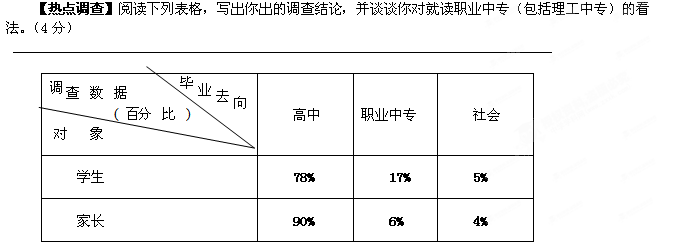 【热点调查】阅读下列表格，写出你出的调查结论，并谈谈你对就读职业中专（包括理工中专）的看
法。（4 分）
调查 数 据 毕业去向
（ 百分 比 ） 高中 职业中专 社会
对 象
学生 78% 17% 5%
家长 90% 6% 4%